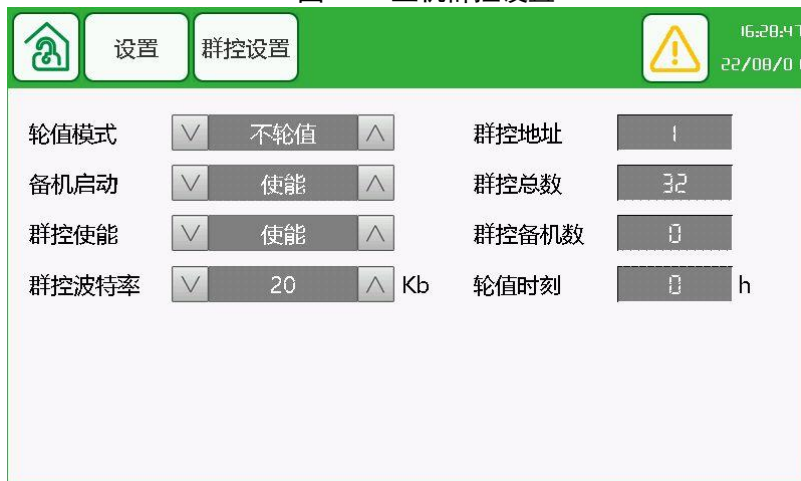 设置 群控设置 16:28:47
22/08/0
轮值模式 不轮值 群控地址 1
备机启动 使能 群控总数 32
群控使能 使能 群控备机数 0
群控波特率 20 Kb 轮值时刻 0 h